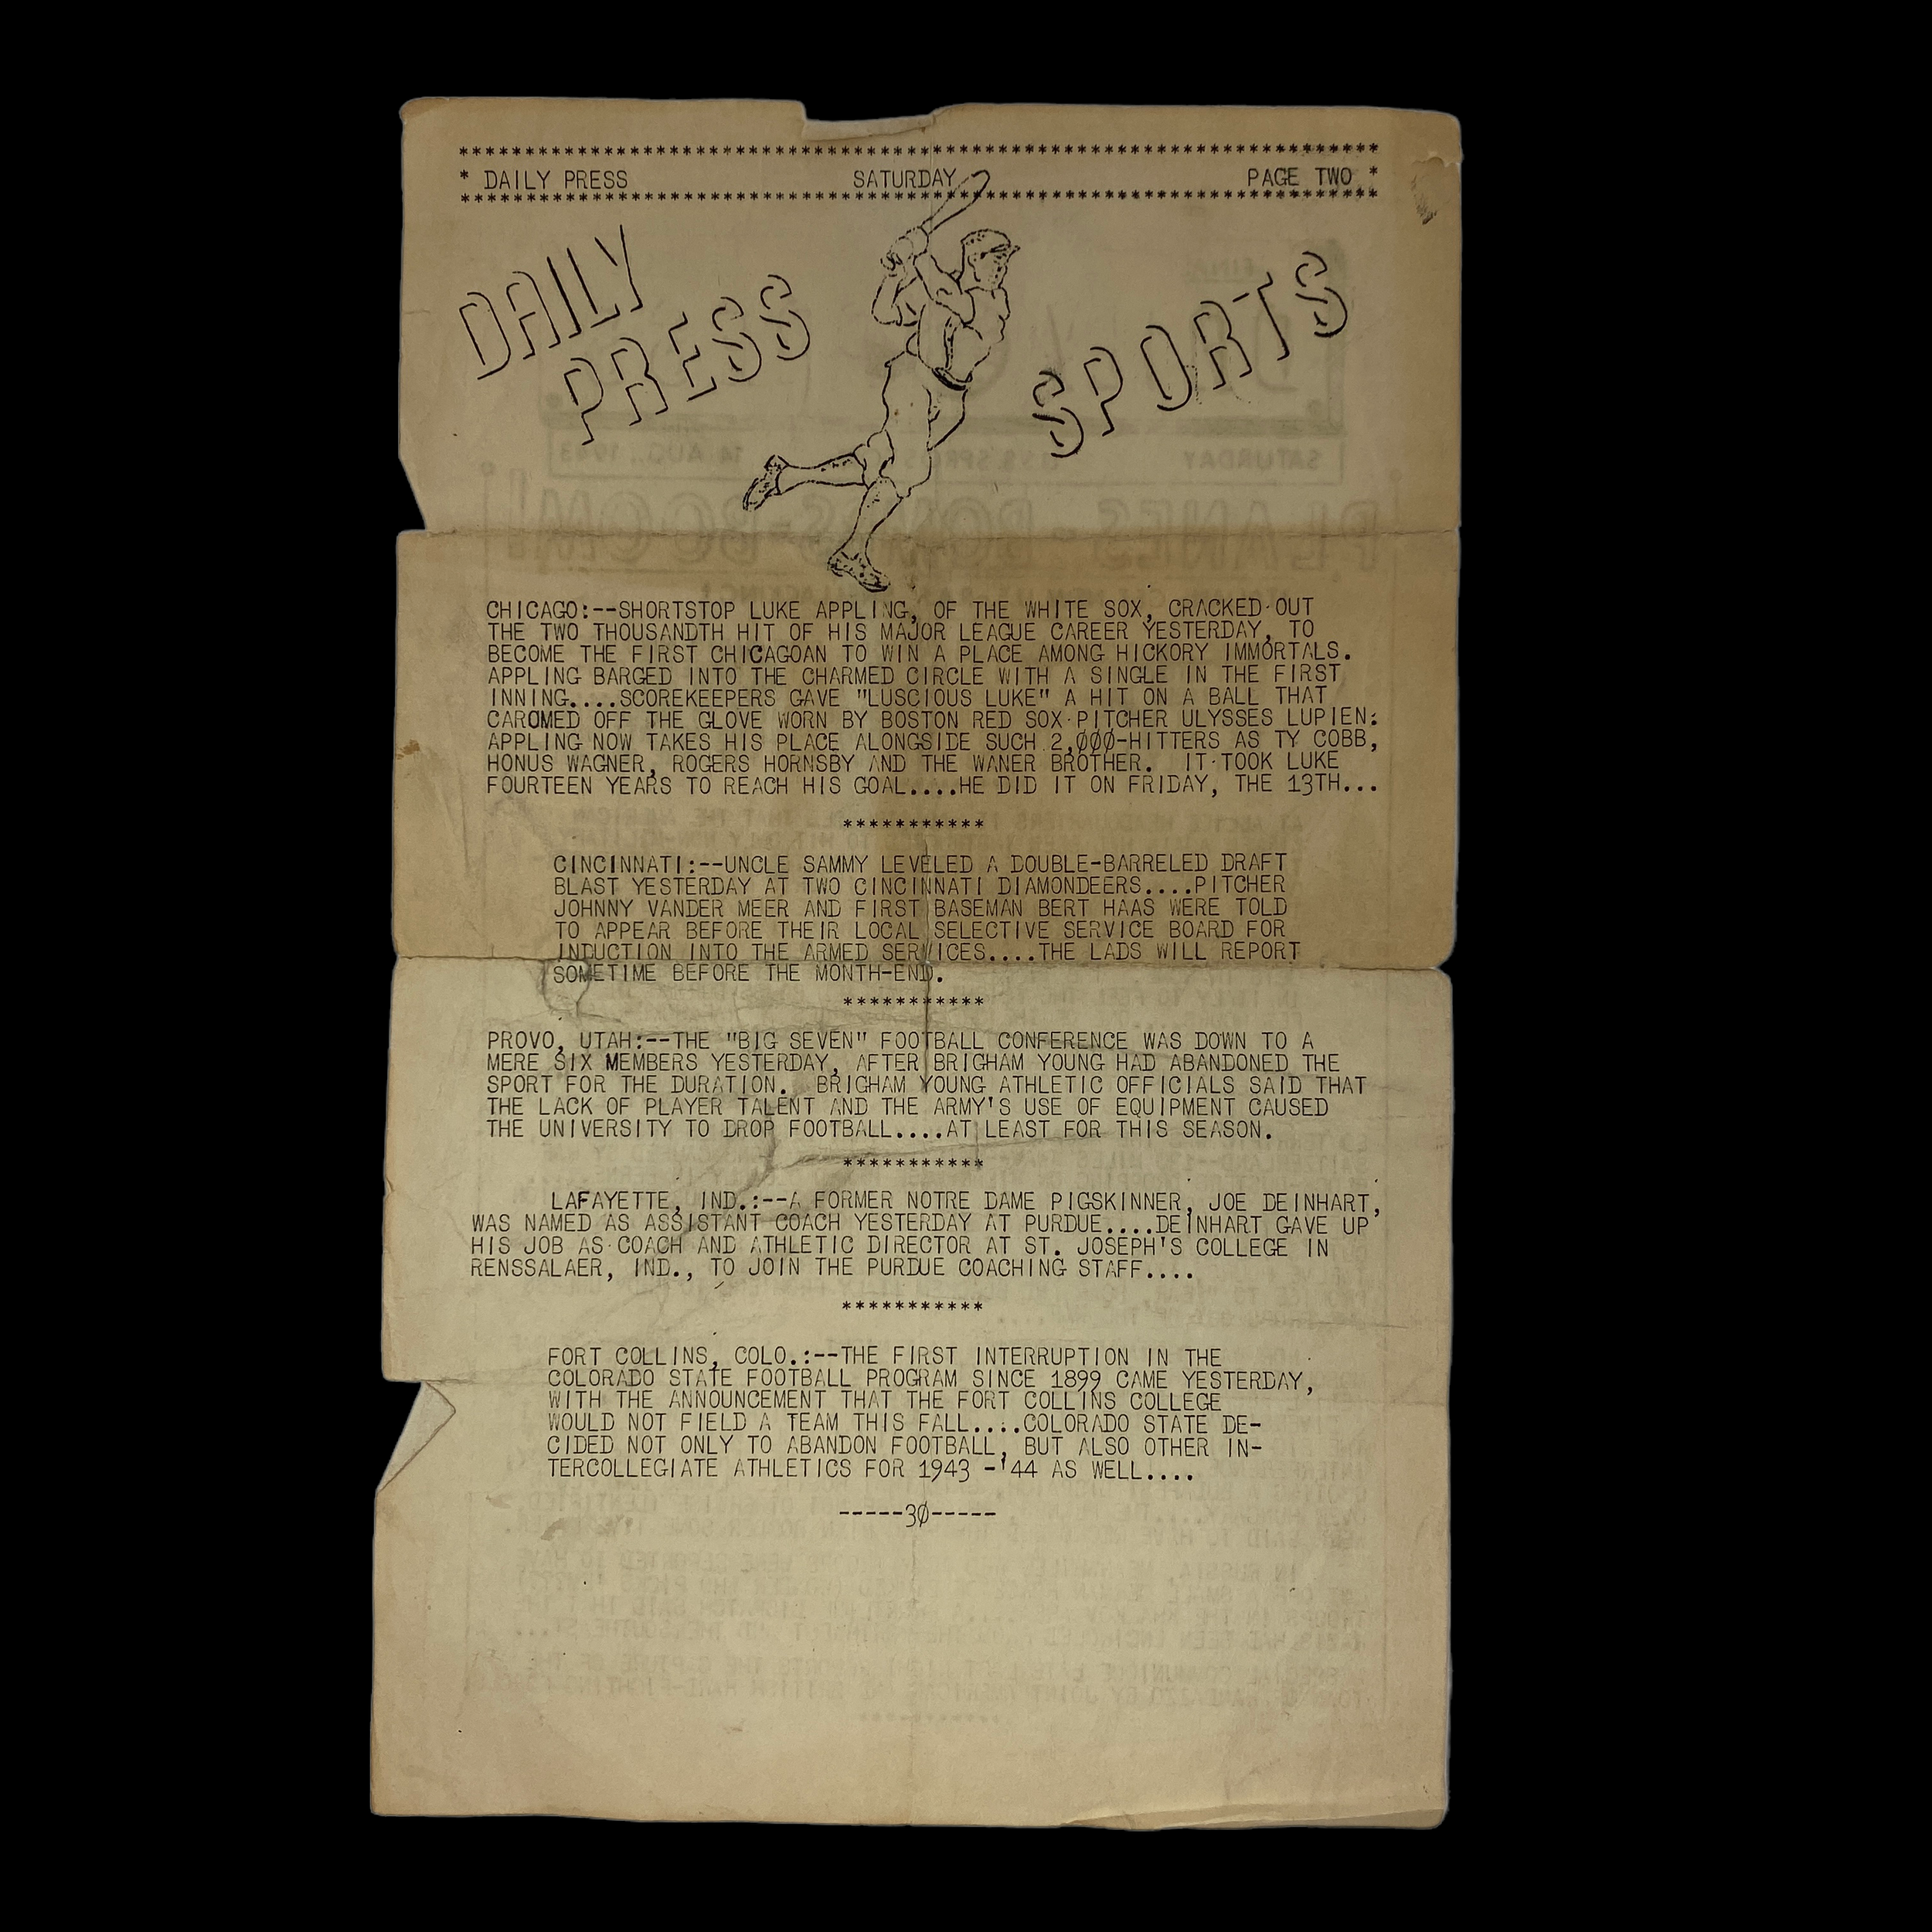 ***********************************************************************
* DAILY PRESS SATURDAY PAGE TWO *
***********************************************************************
DAILY
PRESS
SPORTS
CHICAGO:--SHORTSTOP LUKE APPLING, OF THE WHITE SOX, CRACKED OUT
THE TWO THOUSANDTH HIT OF HIS MAJOR LEAGUE CAREER YESTERDAY, TO
BECOME THE FIRST CHICAGOAN TO WIN A PLACE AMONG HICKORY IMMORTALS.
APPLING BARGED INTO THE CHARMED CIRCLE WITH A SINGLE IN THE FIRST
INNING....SCOREKEEPERS GAVE "LUSCIOUS LUKE" A HIT ON A BALL THAT
CAROMED OFF THE GLOVE WORN BY BOSTON RED SOX PITCHER ULYSSES LUPIEN:
APPLING NOW TAKES HIS PLACE ALONGSIDE SUCH 2,000-HITTERS AS TY COBB,
HONUS WAGNER, ROGERS HORNSBY AND THE WANER BROTHER. IT TOOK LUKE
FOURTEEN YEARS TO REACH HIS GOAL....HE DID IT ON FRIDAY, THE 13TH...
***********
CINCINNATI:--UNCLE SAMMY LEVELED A DOUBLE-BARRELED DRAFT
BLAST YESTERDAY AT TWO CINCINNATI DIAMONDEERS....PITCHER
JOHNNY VANDER MEER AND FIRST BASEMAN BERT HAAS WERE TOLD
TO APPEAR BEFORE THEIR LOCAL SELECTIVE SERVICE BOARD FOR
INDUCTION INTO THE ARMED SERVICES....THE LADS WILL REPORT
SOMETIME BEFORE THE MONTH-END.
***********
PROVO, UTAH:--THE "BIG SEVEN" FOOTBALL CONFERENCE WAS DOWN TO A
MERE SIX MEMBERS YESTERDAY, AFTER BRIGHAM YOUNG HAD ABANDONED THE
SPORT FOR THE DURATION. BRIGHAM YOUNG ATHLETIC OFFICIALS SAID THAT
THE LACK OF PLAYER TALENT AND THE ARMY'S USE OF EQUIPMENT CAUSED
THE UNIVERSITY TO DROP FOOTBALL....AT LEAST FOR THIS SEASON.
***********
LAFAYETTE, IND.:--A FORMER NOTRE DAME PIGSKINNER, JOE DEINHART,
WAS NAMED AS ASSISTANT COACH YESTERDAY AT PURDUE....DEINHART GAVE UP
HIS JOB AS COACH AND ATHLETIC DIRECTOR AT ST. JOSEPH'S COLLEGE IN
RENSSALAER, IND., TO JOIN THE PURDUE COACHING STAFF....
***********
FORT COLLINS, COLO.:--THE FIRST INTERRUPTION IN THE
COLORADO STATE FOOTBALL PROGRAM SINCE 1899 CAME YESTERDAY,
WITH THE ANNOUNCEMENT THAT THE FORT COLLINS COLLEGE
WOULD NOT FIELD A TEAM THIS FALL....COLORADO STATE DE-
CIDED NOT ONLY TO ABANDON FOOTBALL, BUT ALSO OTHER IN-
TERCOLLEGIATE ATHLETICS FOR 1943 -'44 AS WELL....
-----30-----